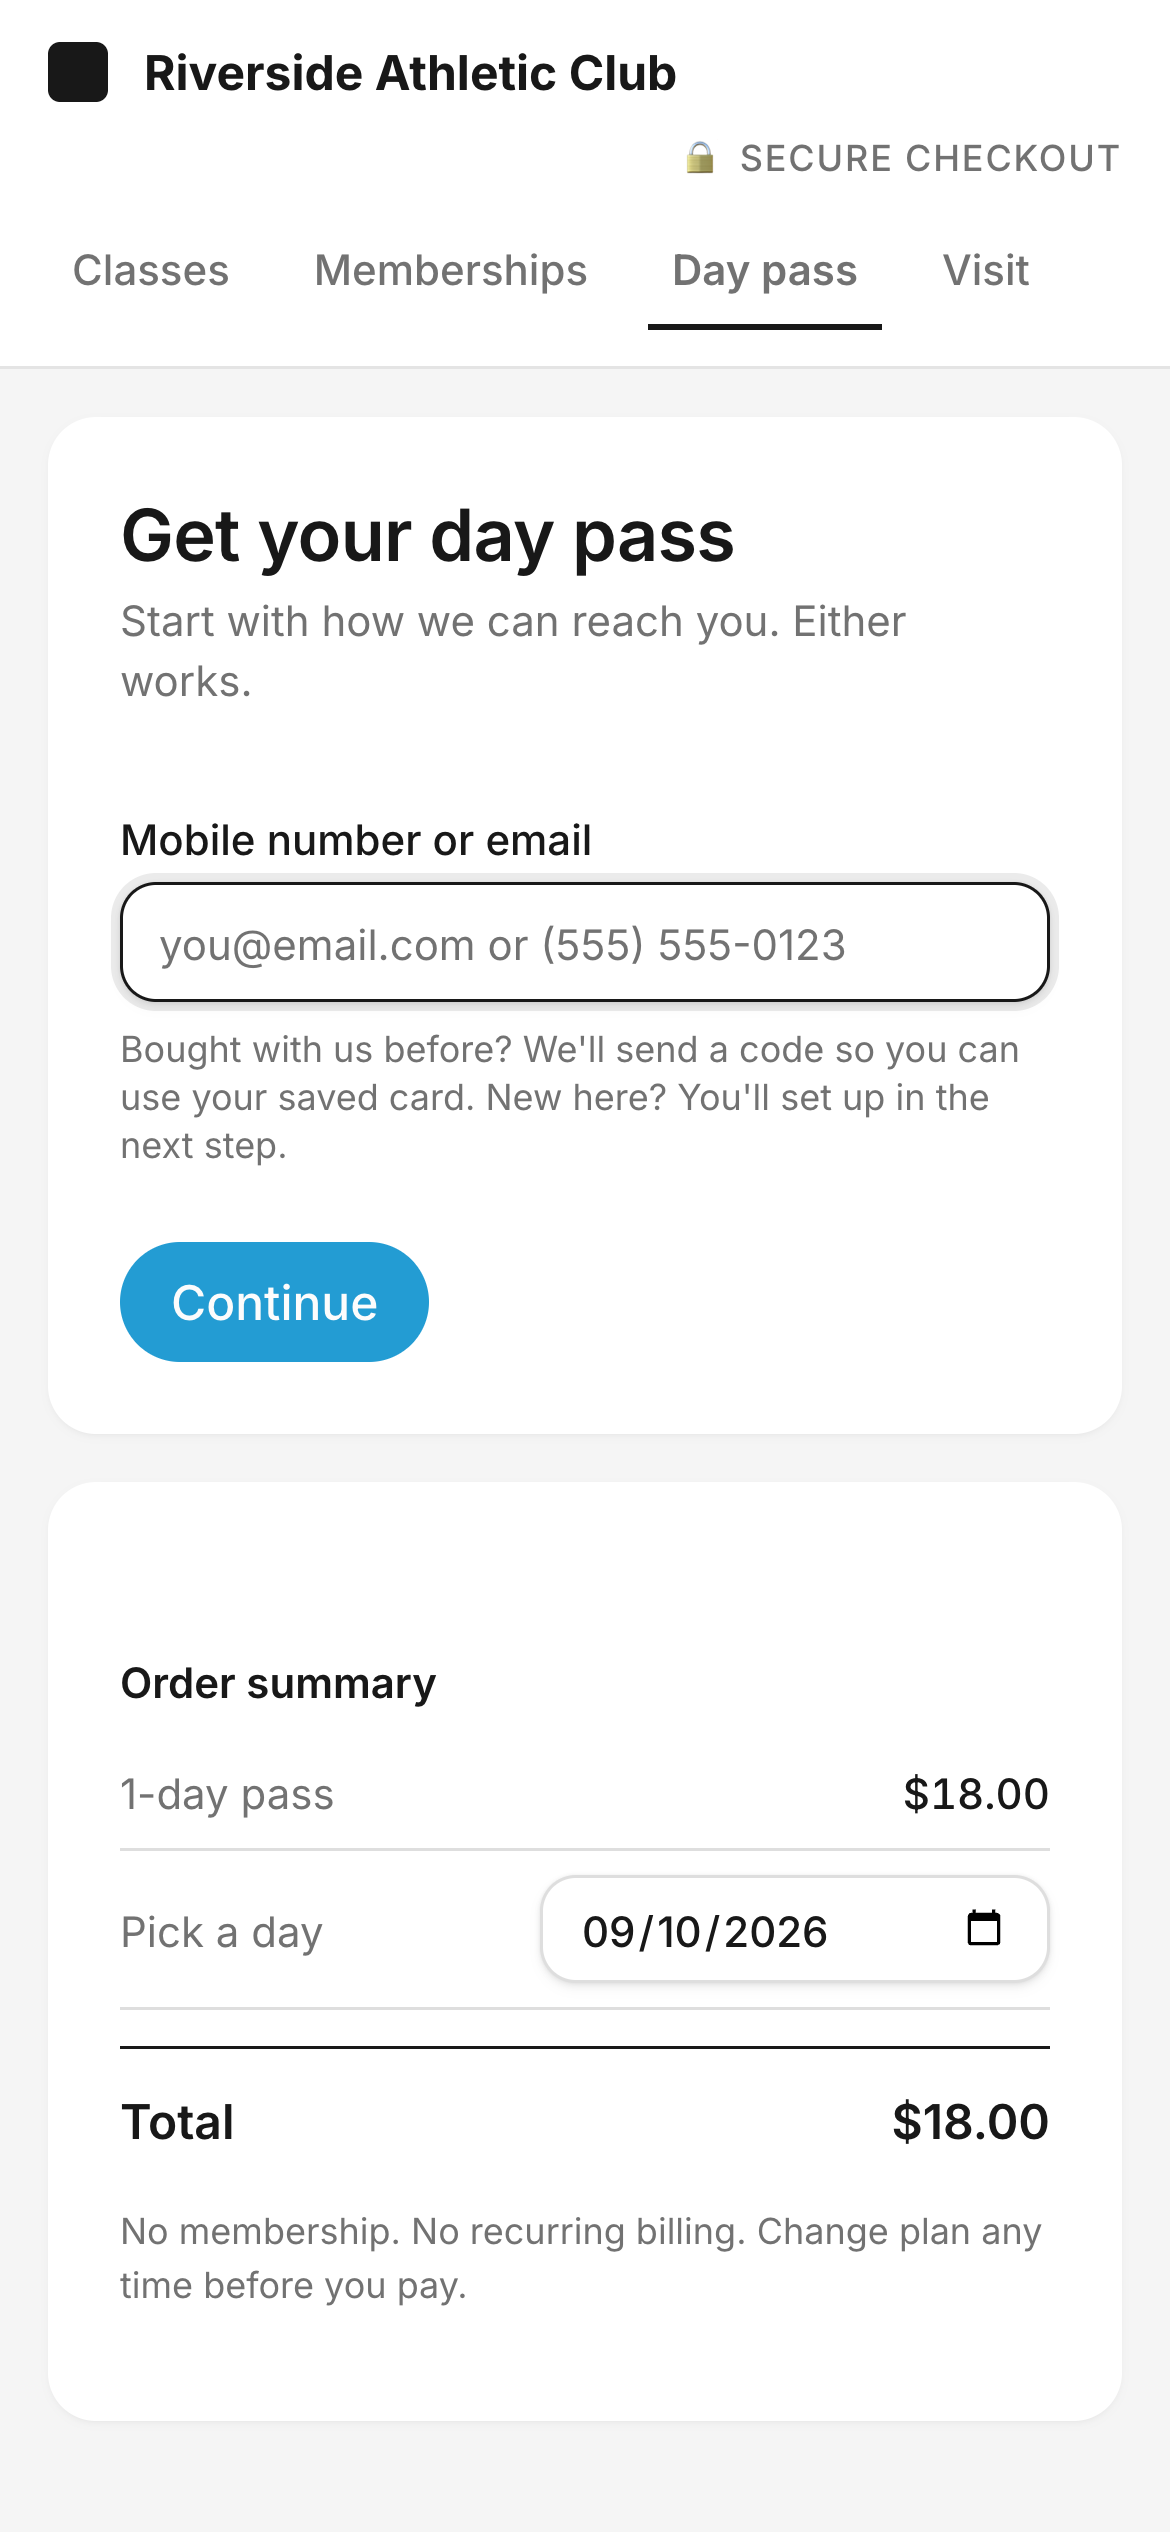 Riverside Athletic Club
🔒 SECURE CHECKOUT
Classes Memberships Day pass Visit
Get your day pass
Start with how we can reach you. Either
works.
Mobile number or email
you@email.com or (555) 555-0123
Bought with us before? We'll send a code so you can
use your saved card. New here? You'll set up in the
next step.
Continue
Order summary
1-day pass $18.00
Pick a day 09/10/2026
Total $18.00
No membership. No recurring billing. Change plan any
time before you pay.